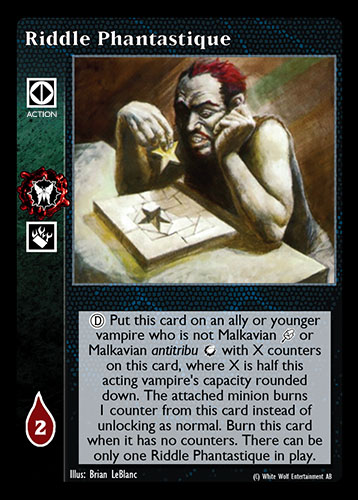 Riddle Phantastique
ACTION
D Put this card on an ally or younger
vampire who is not Malkavian or
Malkavian antitribu with X counters
on this card, where X is half this
acting vampire's capacity rounded
down. The attached minion burns
1 counter from this card instead of
unlocking as normal. Burn this card
when it has no counters. There can be
only one Riddle Phantastique in play.
2
Illus: Brian LeBlanc
(C) White Wolf Entertainment AB